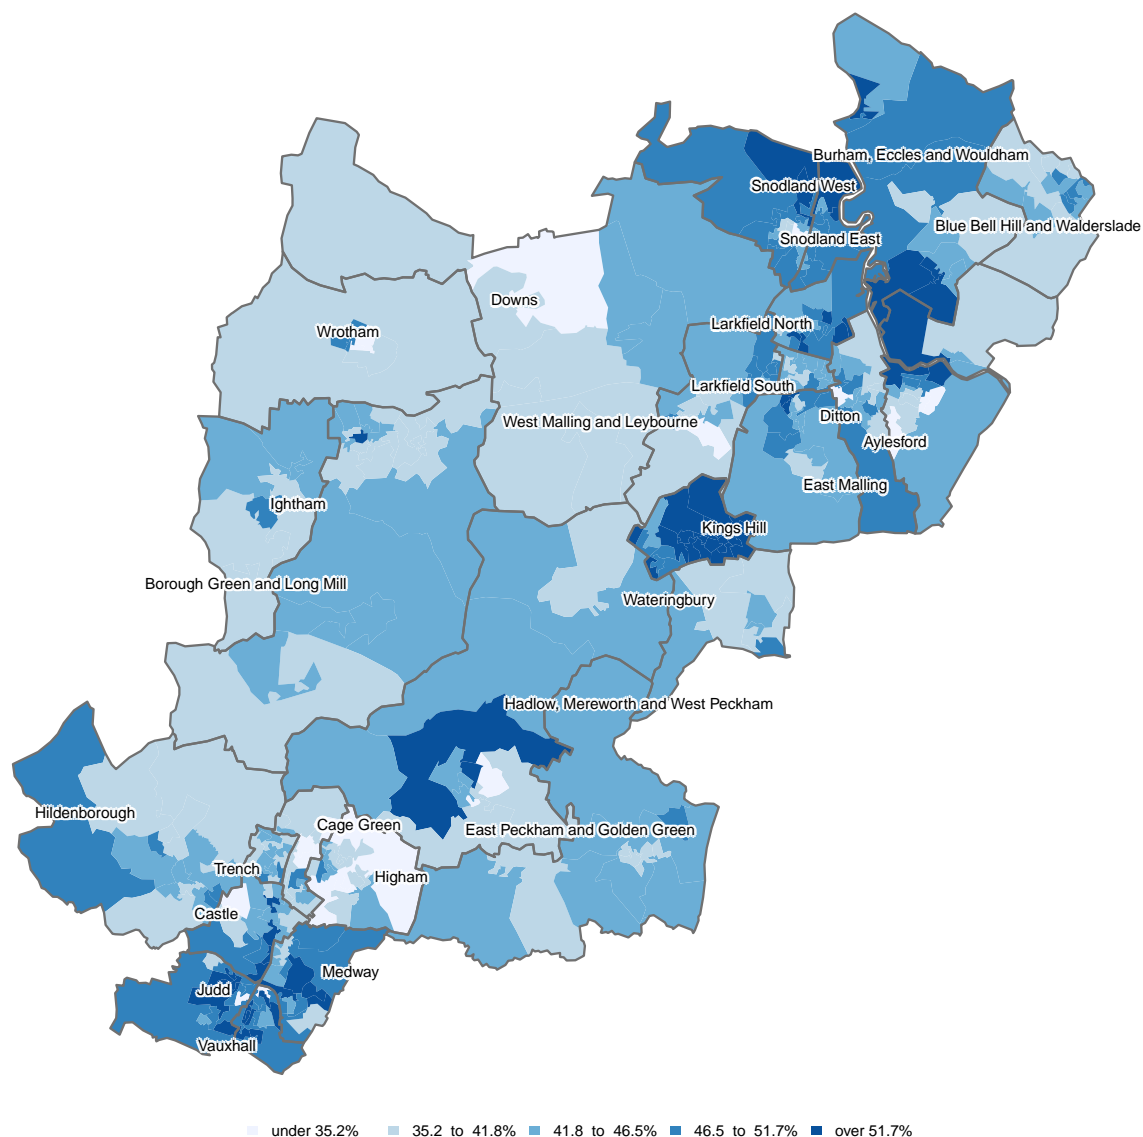 Burham, Eccles and Wouldham
Snodland West
Blue Bell Hill and Walderslade
Snodland East
Downs
Larkfield North
Wrotham
Larkfield South
Ditton
West Malling and Leybourne
Aylesford
East Malling
Ightham
Kings Hill
Borough Green and Long Mill
Wateringbury
Hadlow, Mereworth and West Peckham
Hildenborough
Cage Green
East Peckham and Golden Green
Trench
Higham
Castle
Medway
Judd
Vauxhall
under 35.2% 35.2 to 41.8% 41.8 to 46.5% 46.5 to 51.7% over 51.7%